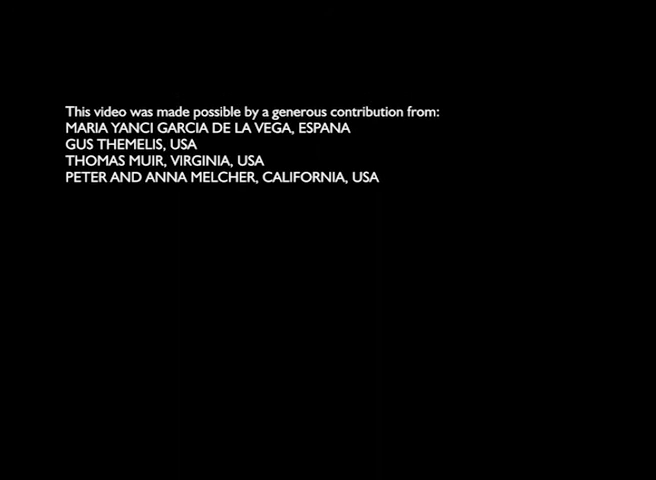 This video was made possible by a generous contribution from:
MARIA YANCI GARCIA DE LA VEGA, ESPANA
GUS THEMELIS, USA
THOMAS MUIR, VIRGINIA, USA
PETER AND ANNA MELCHER, CALIFORNIA, USA